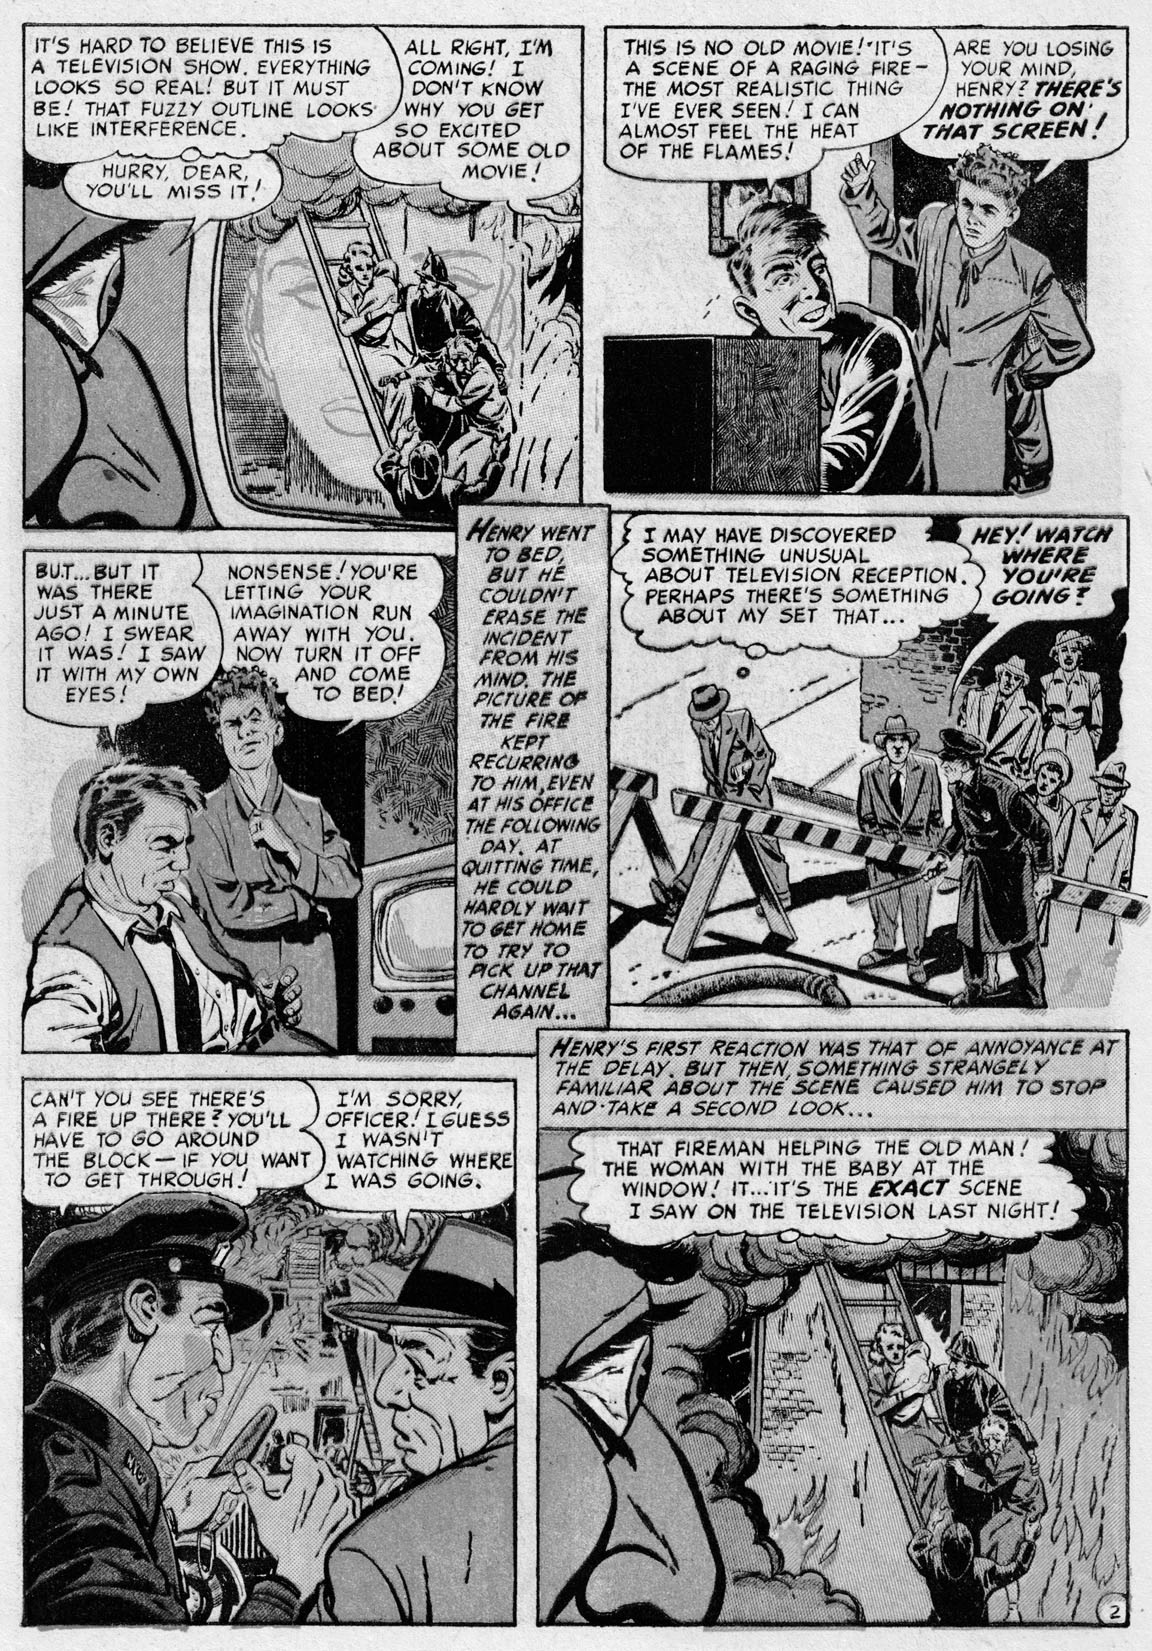 IT'S HARD TO BELIEVE THIS IS
A TELEVISION SHOW. EVERYTHING
LOOKS SO REAL! BUT IT MUST
BE! THAT FUZZY OUTLINE LOOKS
LIKE INTERFERENCE.
HURRY, DEAR,
YOU'LL MISS IT!
ALL RIGHT, I'M
COMING! I
DON'T KNOW
WHY YOU GET
SO EXCITED
ABOUT SOME OLD
MOVIE!
THIS IS NO OLD MOVIE! IT'S
A SCENE OF A RAGING FIRE—
THE MOST REALISTIC THING
I'VE EVER SEEN! I CAN
ALMOST FEEL THE HEAT
OF THE FLAMES!
ARE YOU LOSING
YOUR MIND,
HENRY? THERE'S
NOTHING ON
THAT SCREEN!
BUT...BUT IT
WAS THERE
JUST A MINUTE
AGO! I SWEAR
IT WAS! I SAW
IT WITH MY OWN
EYES!
NONSENSE! YOU'RE
LETTING YOUR
IMAGINATION RUN
AWAY WITH YOU.
NOW TURN IT OFF
AND COME
TO BED!
HENRY WENT
TO BED,
BUT HE
COULDN'T
ERASE THE
INCIDENT
FROM HIS
MIND. THE
PICTURE OF
THE FIRE
KEPT
RECURRING
TO HIM, EVEN
AT HIS OFFICE
THE FOLLOWING
DAY. AT
QUITTING TIME,
HE COULD
HARDLY WAIT
TO GET HOME
TO TRY TO
PICK UP THAT
CHANNEL
AGAIN...
I MAY HAVE DISCOVERED
SOMETHING UNUSUAL
ABOUT TELEVISION RECEPTION.
PERHAPS THERE'S SOMETHING
ABOUT MY SET THAT...
HEY! WATCH
WHERE
YOU'RE
GOING?
CAN'T YOU SEE THERE'S
A FIRE UP THERE? YOU'LL
HAVE TO GO AROUND
THE BLOCK—IF YOU WANT
TO GET THROUGH!
I'M SORRY,
OFFICER! I GUESS
I WASN'T
WATCHING WHERE
I WAS GOING.
HENRY'S FIRST REACTION WAS THAT OF ANNOYANCE AT
THE DELAY. BUT THEN, SOMETHING STRANGELY
FAMILIAR ABOUT THE SCENE CAUSED HIM TO STOP
AND TAKE A SECOND LOOK...
THAT FIREMAN HELPING THE OLD MAN!
THE WOMAN WITH THE BABY AT THE
WINDOW! IT...IT'S THE EXACT SCENE
I SAW ON THE TELEVISION LAST NIGHT!
2